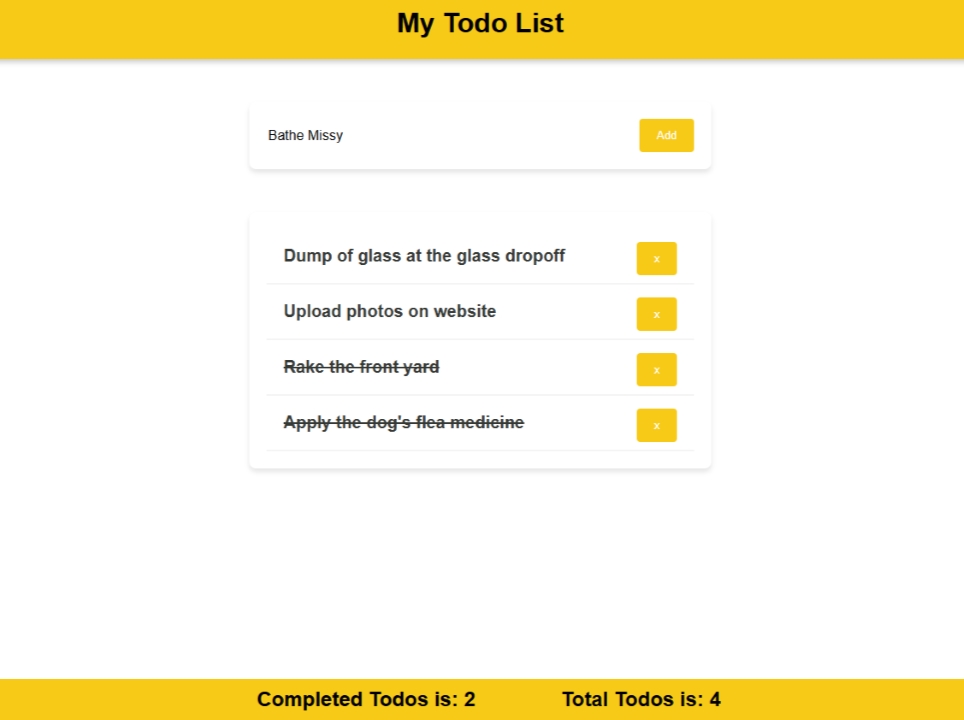 My Todo List
Bathe Missy Add
Dump of glass at the glass dropoff x
Upload photos on website x
Rake the front yard x
Apply the dog's flea medicine x
Completed Todos is: 2 Total Todos is: 4